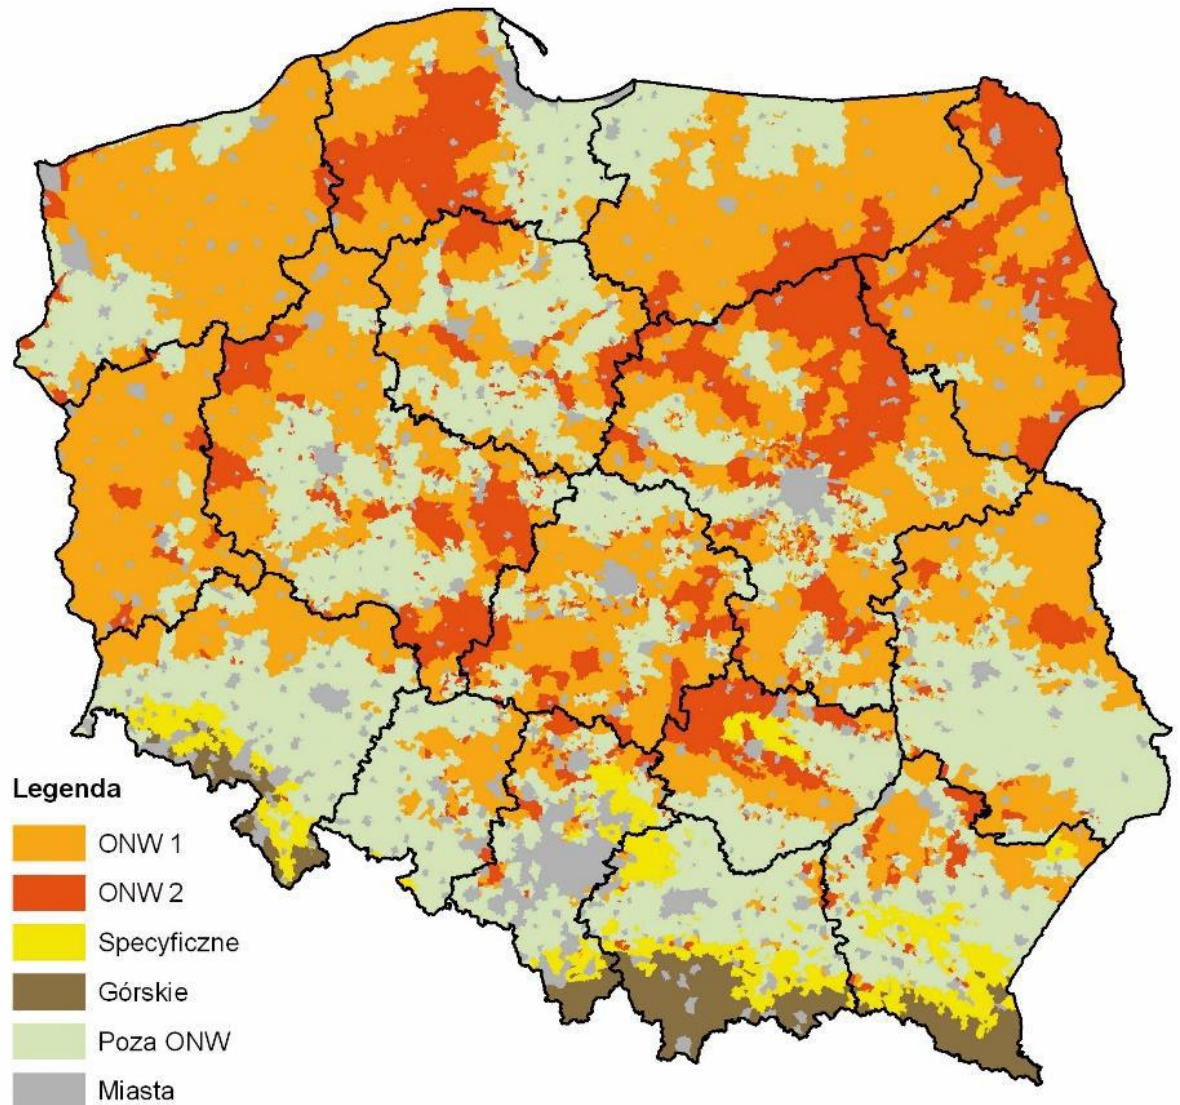 Legenda
ONW 1
ONW 2
Specyficzne
Górskie
Poza ONW
Miasta